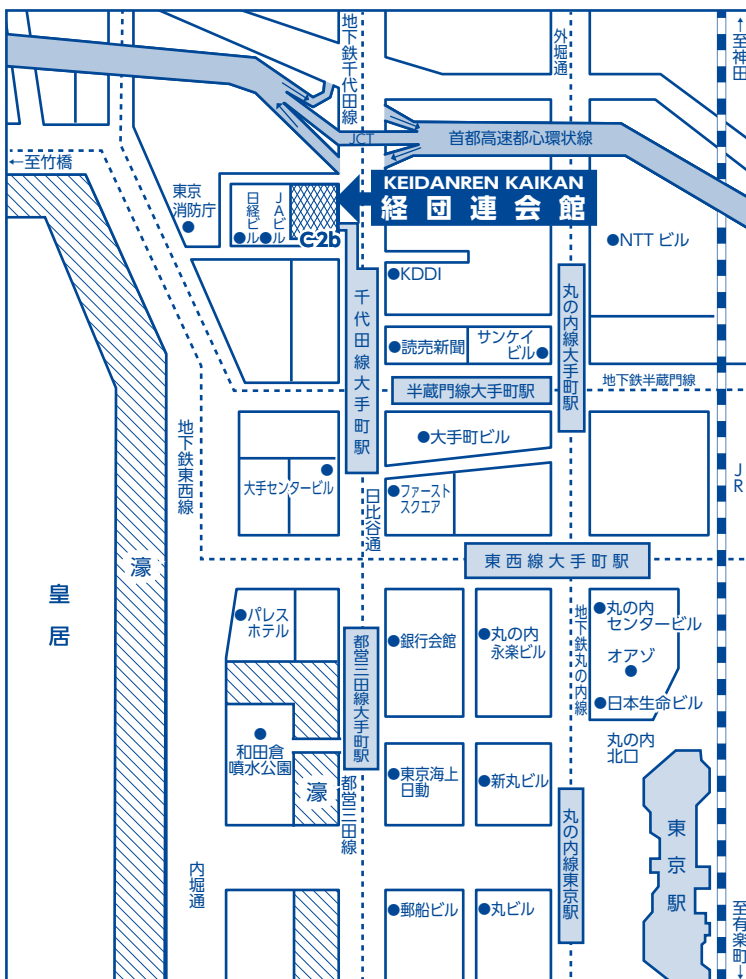 地下鉄千代田線
外堀通
↑至神田
JCT
首都高速都心環状線
←至竹橋
KEIDANREN KAIKAN
経団連会館
東京
消防庁
日経ビル
JAビル
C2b
NTT ビル
KDDI
千代田線大手町駅
丸の内線大手町駅
読売新聞
サンケイ
ビル
半蔵門線大手町駅
地下鉄半蔵門線
地下鉄東西線
大手町ビル
大手センタービル
日比谷通
ファースト
スクエア
JR
東西線大手町駅
濠
皇居
パレス
ホテル
都営三田線大手町駅
銀行会館
丸の内
永楽ビル
地下鉄丸の内線
丸の内
センタービル
オアゾ
日本生命ビル
和田倉
噴水公園
丸の内
北口
濠
都営三田線
東京海上
日動
新丸ビル
丸の内線東京駅
東京駅
内堀通
郵船ビル
丸ビル
至有楽町↓